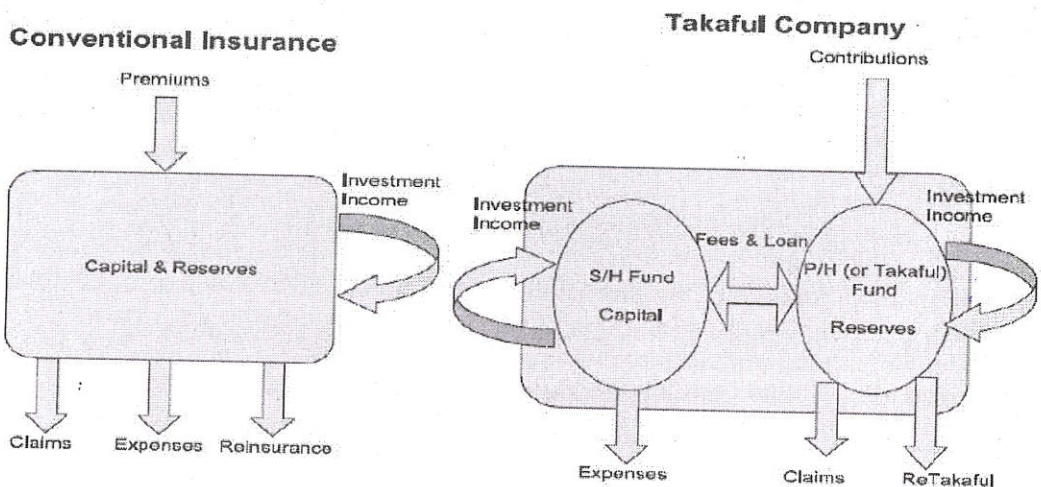 Conventional Insurance
Premiums
Investment
Income
Capital & Reserves
Claims
Expenses
Reinsurance
Takaful Company
Contributions
Investment
Income
Fees & Loan
Investment
Income
S/H Fund
Capital
P/H (or Takaful)
Fund
Reserves
Expenses
Claims
ReTakaful